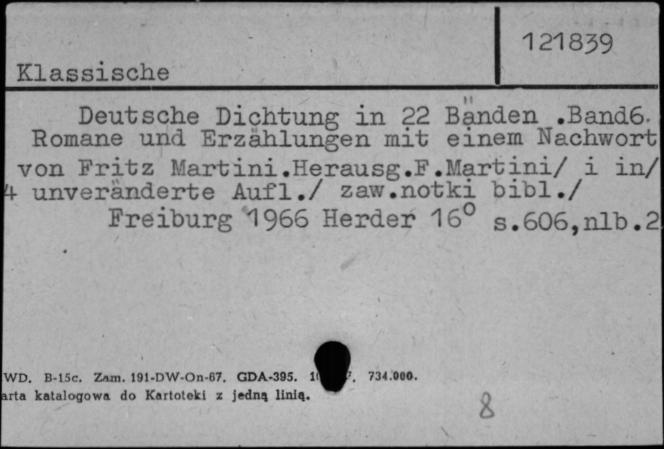 121839
Klassische
Deutsche Dichtung in 22 Bänden .Band6.
Romane und Erzählungen mit einem Nachwort
von Fritz Martini.Herausg.F.Martini/ i in/
4 unveränderte Aufl./ zaw.notki bibl./
Freiburg 1966 Herder 16° s.606,nlb.2
WD. B-15c. Zam. 191-DW-On-67. GDA-395. 734.000.
arta katalogowa do Kartoteki z jedną linią.
8